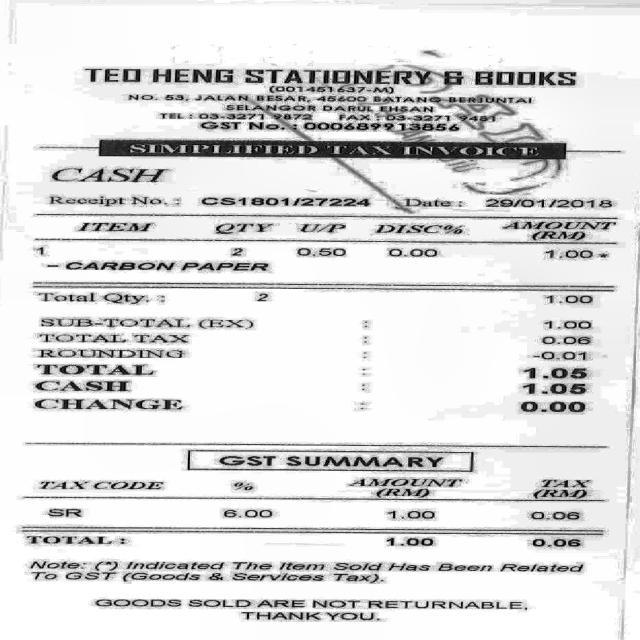 TEO HENG STATIONERY & BOOKS
(001451637-M)
NO. 53, JALAN BESAR, 45600 BATANG BERJUNTAI
SELANGOR DARUL EHSAN
TEL : 03-3271 9872 FAX : 03-3271 9481
GST No. : 000689913856
SIMPLIFIED TAX INVOICE
CASH
Receipt No. : CS1801/27224 Date : 29/01/2018
ITEM QTY U/P DISC% AMOUNT (RM)
1 2 0.50 0.00 1.00 *
- CARBON PAPER
Total Qty. : 2 1.00
SUB-TOTAL (EX) : 1.00
TOTAL TAX : 0.06
ROUNDING : -0.01
TOTAL : 1.05
CASH : 1.05
CHANGE : 0.00
GST SUMMARY
TAX CODE % AMOUNT (RM) TAX (RM)
SR 6.00 1.00 0.06
TOTAL : 1.00 0.06
Note: (*) Indicated The Item Sold Has Been Related
To GST (Goods & Services Tax).
GOODS SOLD ARE NOT RETURNABLE,
THANK YOU.